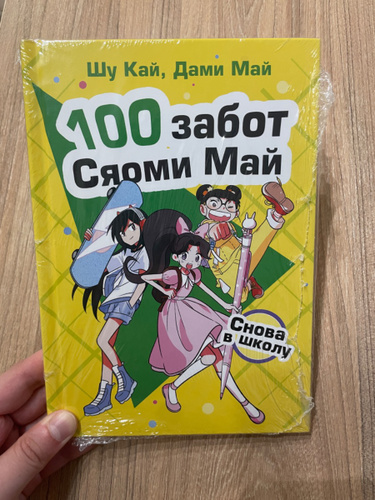 Шу Кай, Дами Май
100 забот
Сяоми Май
Снова
в школу